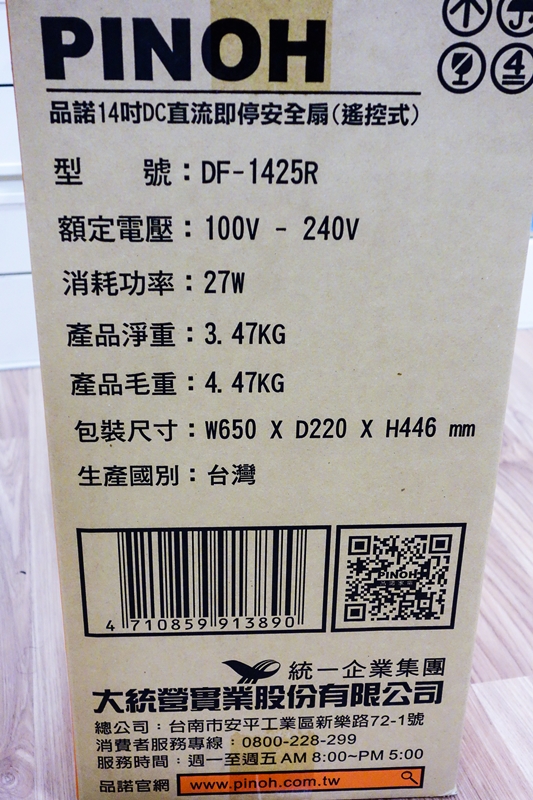 PINOH
品諾14吋DC直流即停安全扇(遙控式)
型 號：DF-1425R
額定電壓：100V - 240V
消耗功率：27W
產品淨重：3.47KG
產品毛重：4.47KG
包裝尺寸：W650 X D220 X H446 mm
生產國別：台灣
4 710859 913890
PINOH
統一企業集團
大統營實業股份有限公司
總公司：台南市安平工業區新樂路72-1號
消費者服務專線：0800-228-299
服務時間：週一至週五 AM 8:00~PM 5:00
品諾官網 www.pinoh.com.tw
4